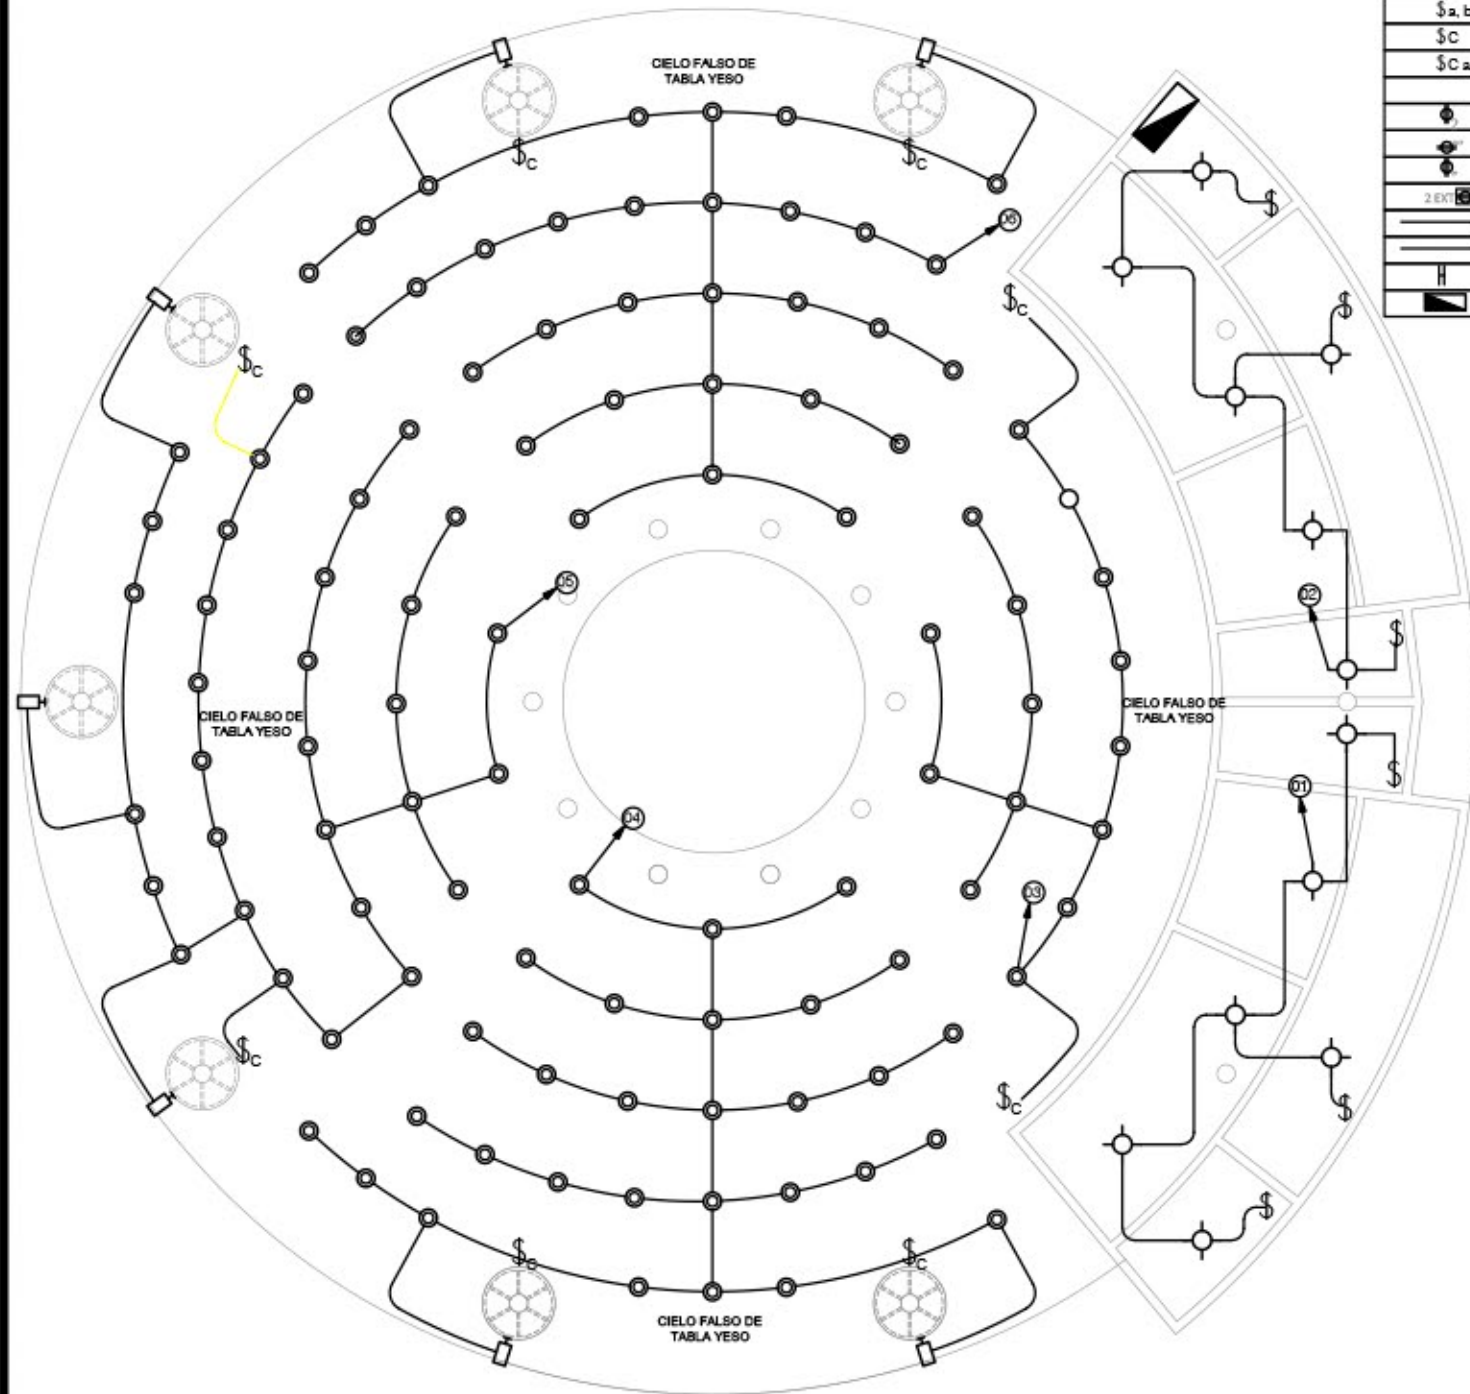 $a, b
$C
$C a
2 EXT
CIELO FALSO DE
TABLA YESO
$C
$C
$
06
$C
$
$C
05
02
$
CIELO FALSO DE
TABLA YESO
CIELO FALSO DE
TABLA YESO
$
01
04
03
$C
$C
$
$
$C
$C
CIELO FALSO DE
TABLA YESO